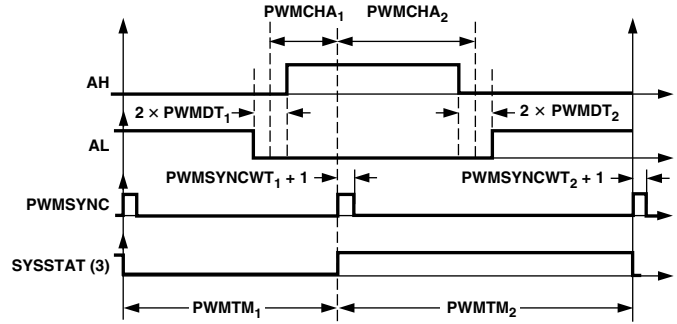 PWMCHA₁ PWMCHA₂
AH
2 × PWMDT₁ 2 × PWMDT₂
AL
PWMSYNCWT₁ + 1 PWMSYNCWT₂ + 1
PWMSYNC
SYSSTAT (3)
PWMTM₁ PWMTM₂